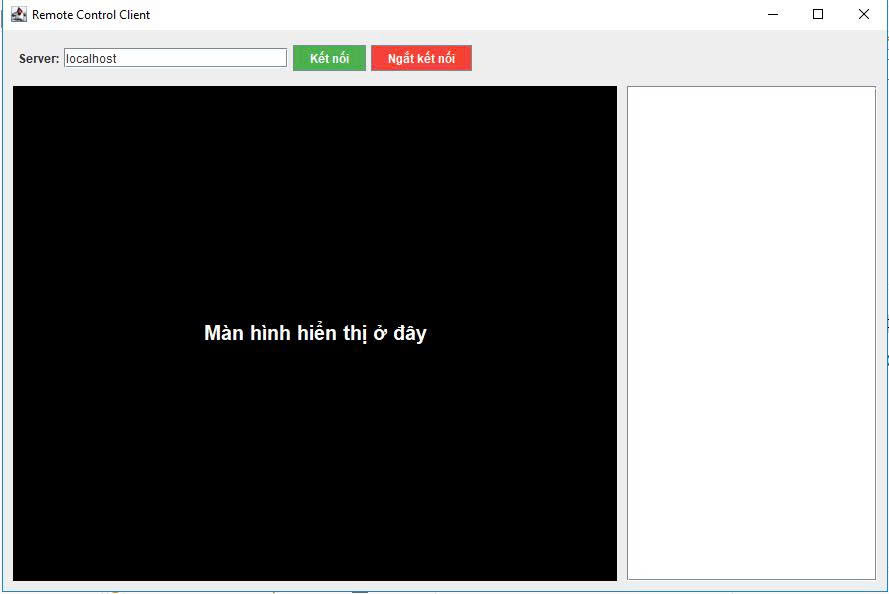 Remote Control Client
Server: localhost Kết nối Ngắt kết nối
Màn hình hiển thị ở đây